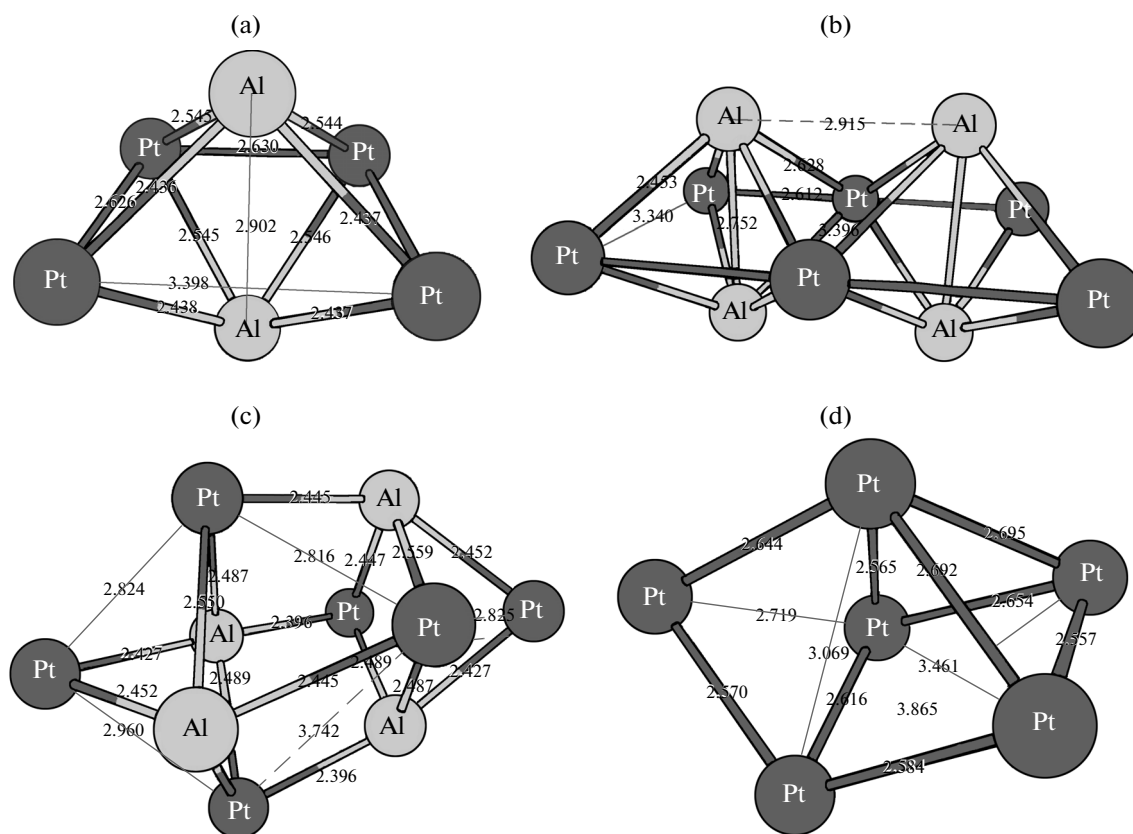 (a)
(b)
Al
2.545
2.544
Pt
2.630
Pt
2.436
2.626
2.437
2.902
2.545
2.546
Pt
3.398
Pt
2.438
2.437
Al
Al
2.915
Al
2.628
2.453
Pt
2.612
Pt
Pt
3.340
2.752
3.396
Pt
Pt
Pt
Al
Al
(c)
(d)
Pt
2.445
Al
2.816
2.447
2.559
2.452
2.824
2.487
2.550
Pt
2.825
Pt
Al
2.396
Pt
2.427
2.489
2.427
Pt
2.452
2.489
2.445
2.487
Al
2.960
3.742
Al
2.396
Pt
Pt
2.695
2.644
2.565
2.692
Pt
2.654
Pt
2.719
Pt
2.557
3.069
3.461
2.570
2.616
3.865
Pt
2.584
Pt